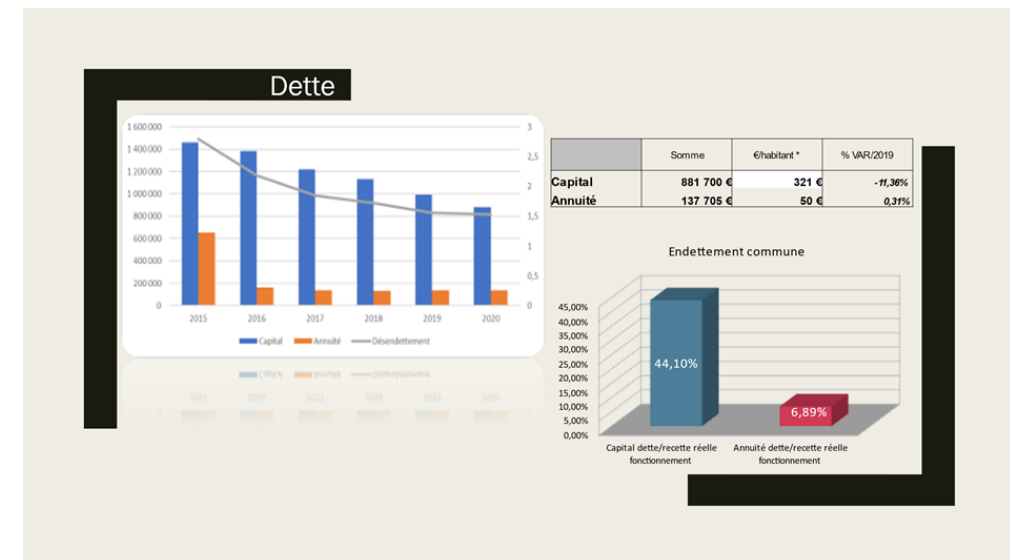 Dette
1 600 000
1 400 000
1 200 000
1 000 000
800 000
600 000
400 000
200 000
0
3
2,5
2
1,5
1
0,5
0
2015 2016 2017 2018 2019 2020
Capital Annuité Désendettement
Somme €/habitant * % VAR/2019
Capital 881 700 € 321 € -11,36%
Annuité 137 705 € 50 € 0,31%
Endettement commune
45,00%
40,00%
35,00%
30,00%
25,00%
20,00%
15,00%
10,00%
5,00%
0,00%
44,10%
6,89%
Capital dette/recette réelle
fonctionnement
Annuité dette/recette réelle
fonctionnement